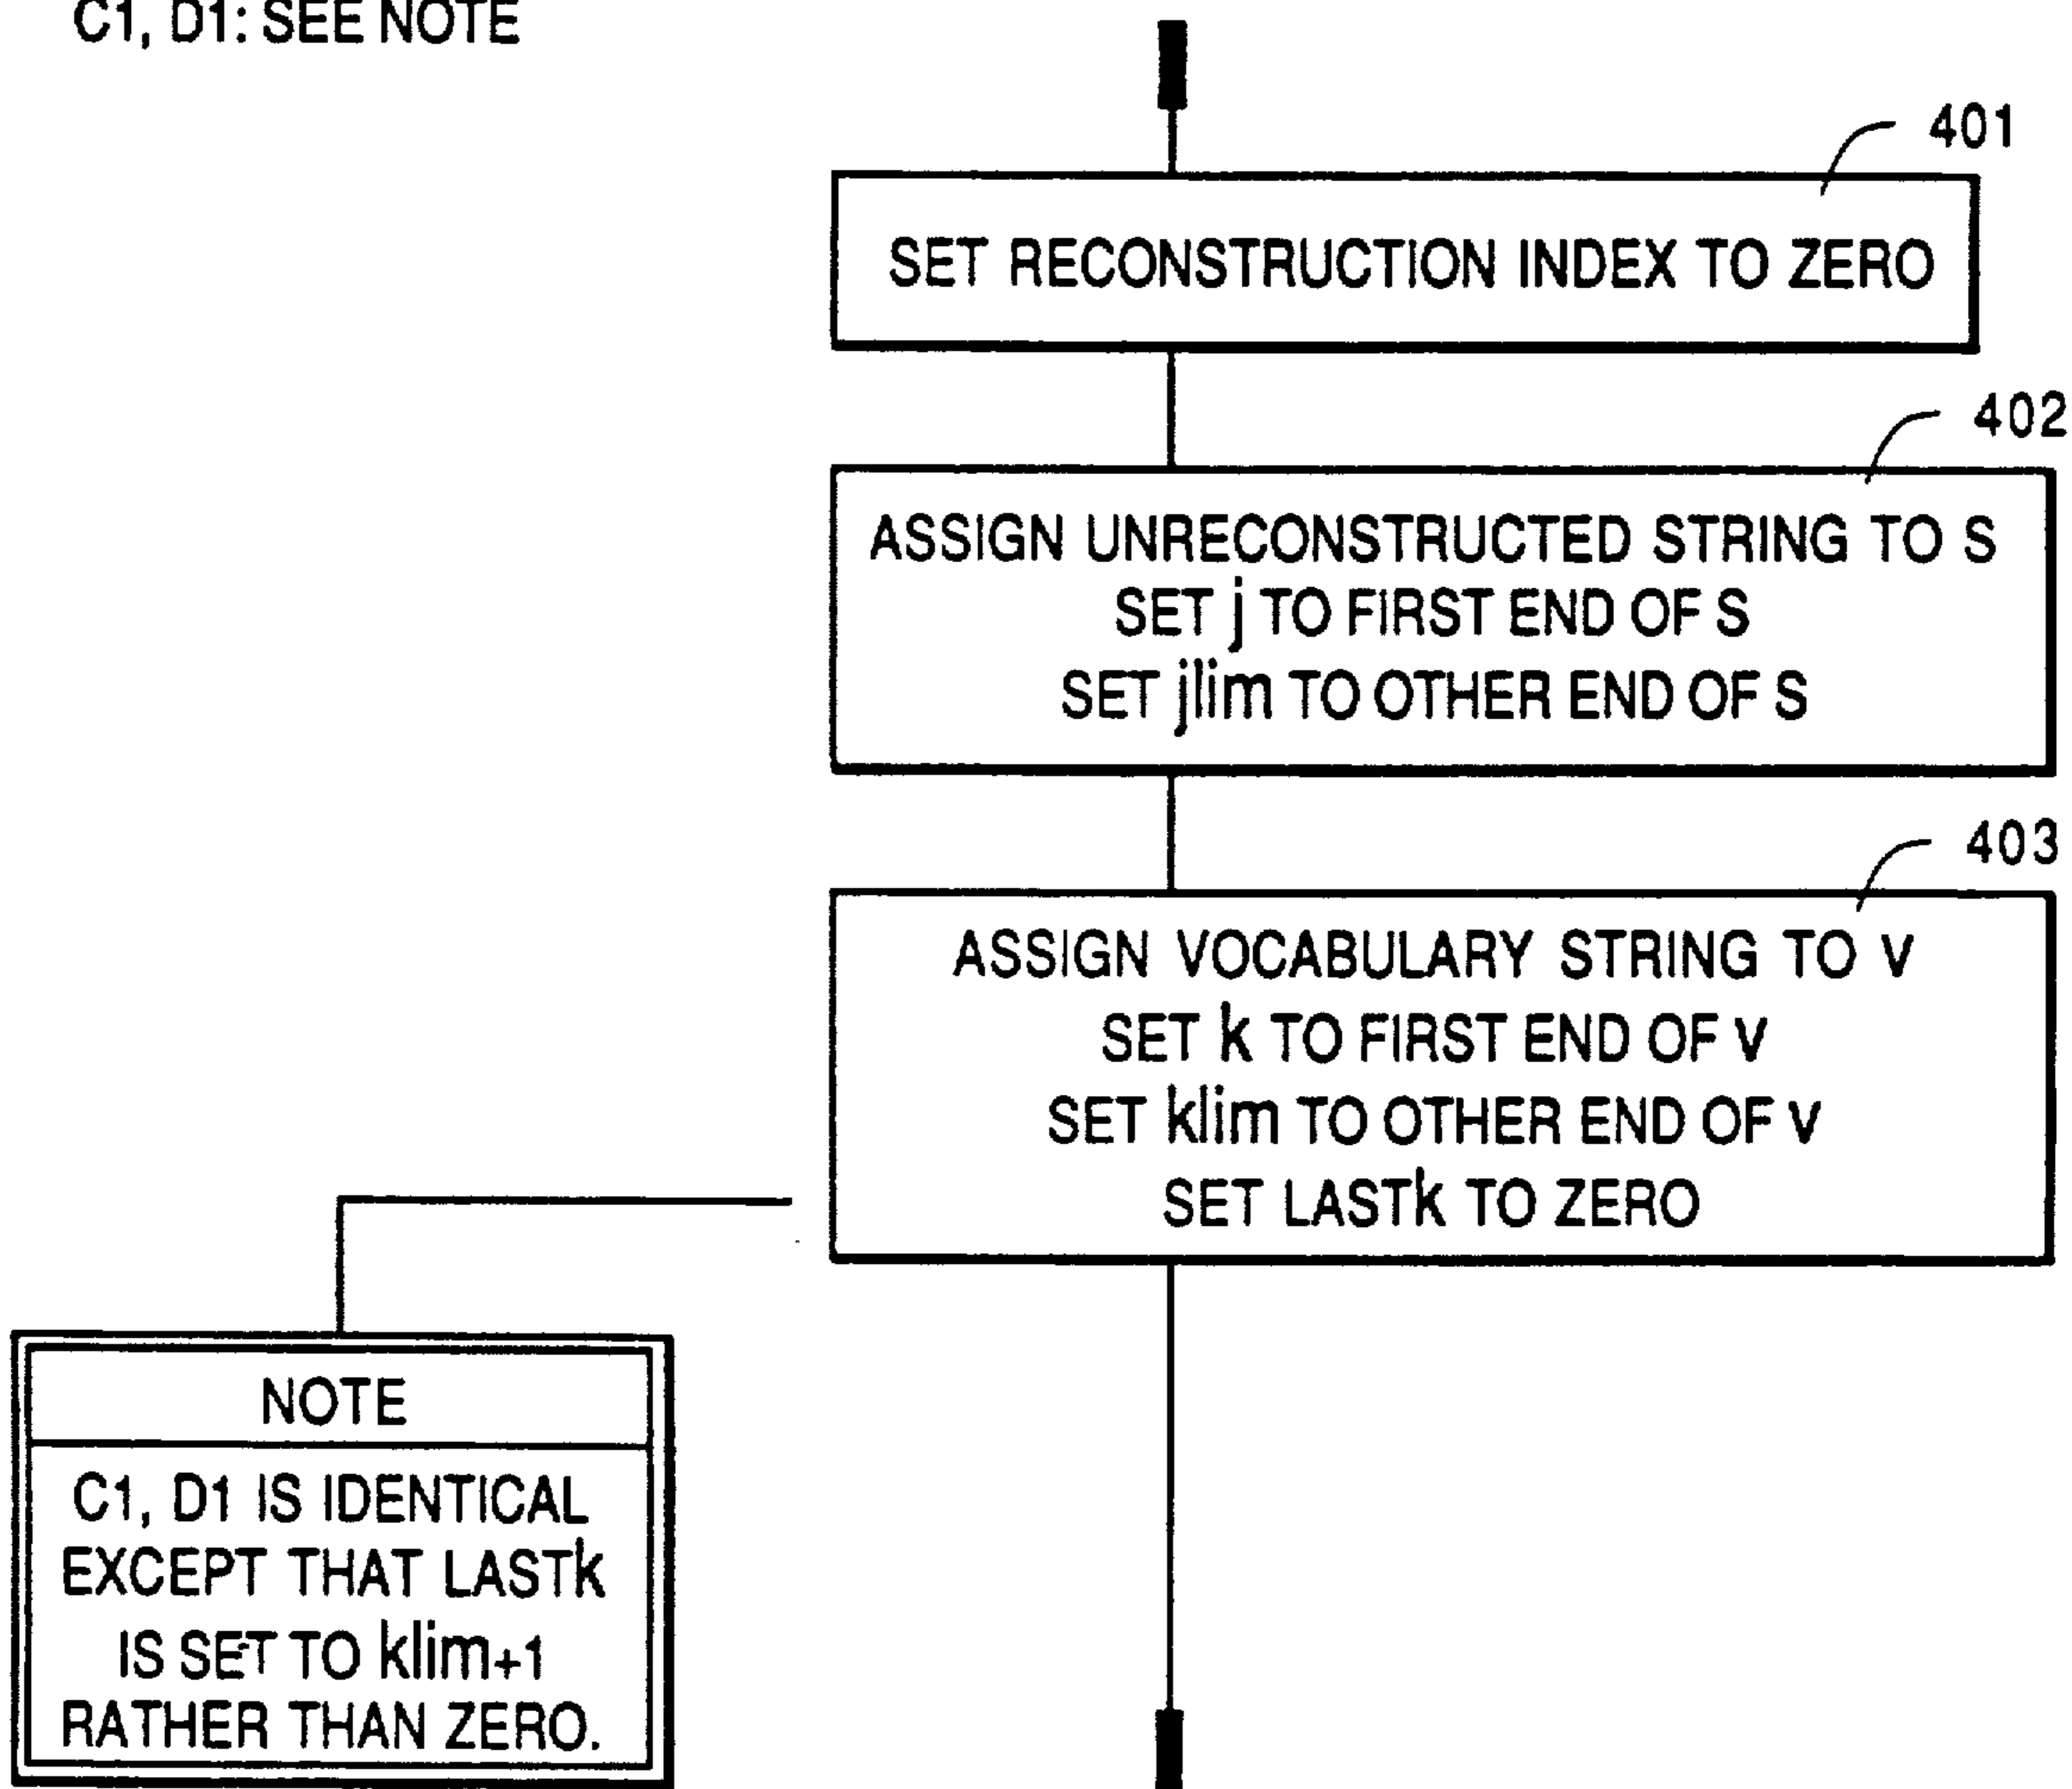 C1, D1: SEE NOTE
401
SET RECONSTRUCTION INDEX TO ZERO
402
ASSIGN UNRECONSTRUCTED STRING TO S
SET j TO FIRST END OF S
SET jlim TO OTHER END OF S
403
ASSIGN VOCABULARY STRING TO V
SET k TO FIRST END OF V
SET klim TO OTHER END OF V
SET LASTk TO ZERO
NOTE
C1, D1 IS IDENTICAL
EXCEPT THAT LASTk
IS SET TO klim+1
RATHER THAN ZERO.